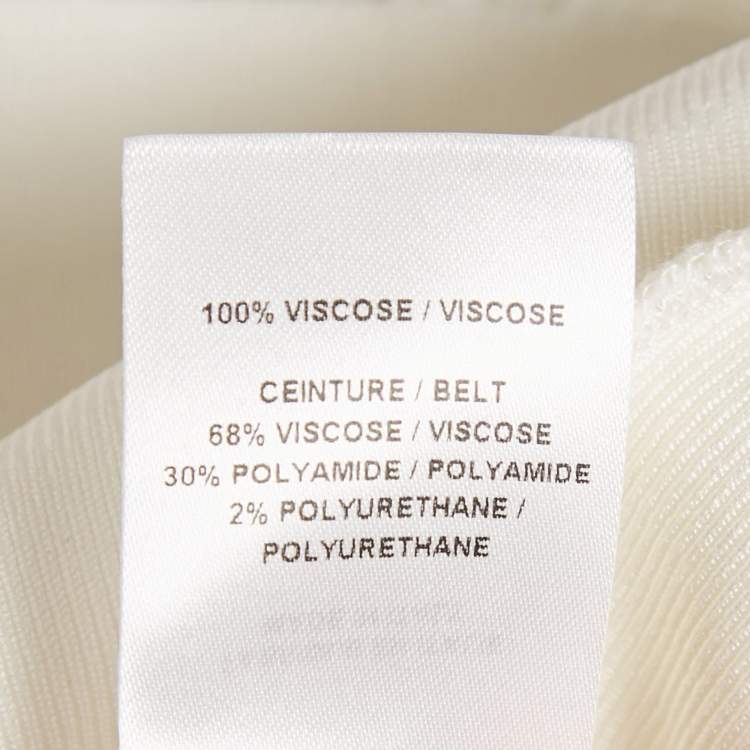 100% VISCOSE / VISCOSE
CEINTURE / BELT
68% VISCOSE / VISCOSE
30% POLYAMIDE / POLYAMIDE
2% POLYURETHANE /
POLYURETHANE